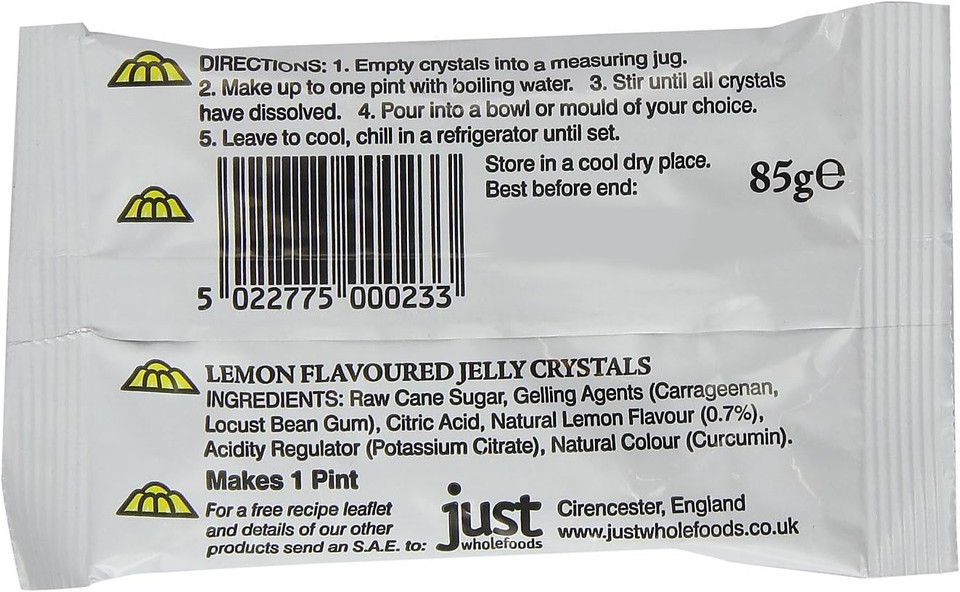 DIRECTIONS: 1. Empty crystals into a measuring jug.
2. Make up to one pint with boiling water. 3. Stir until all crystals
have dissolved. 4. Pour into a bowl or mould of your choice.
5. Leave to cool, chill in a refrigerator until set.
Store in a cool dry place.
Best before end:
85g℮
5 022775 000233
LEMON FLAVOURED JELLY CRYSTALS
INGREDIENTS: Raw Cane Sugar, Gelling Agents (Carrageenan,
Locust Bean Gum), Citric Acid, Natural Lemon Flavour (0.7%),
Acidity Regulator (Potassium Citrate), Natural Colour (Curcumin).
Makes 1 Pint
For a free recipe leaflet
and details of our other
products send an S.A.E. to:
just
wholefoods
Cirencester, England
www.justwholefoods.co.uk